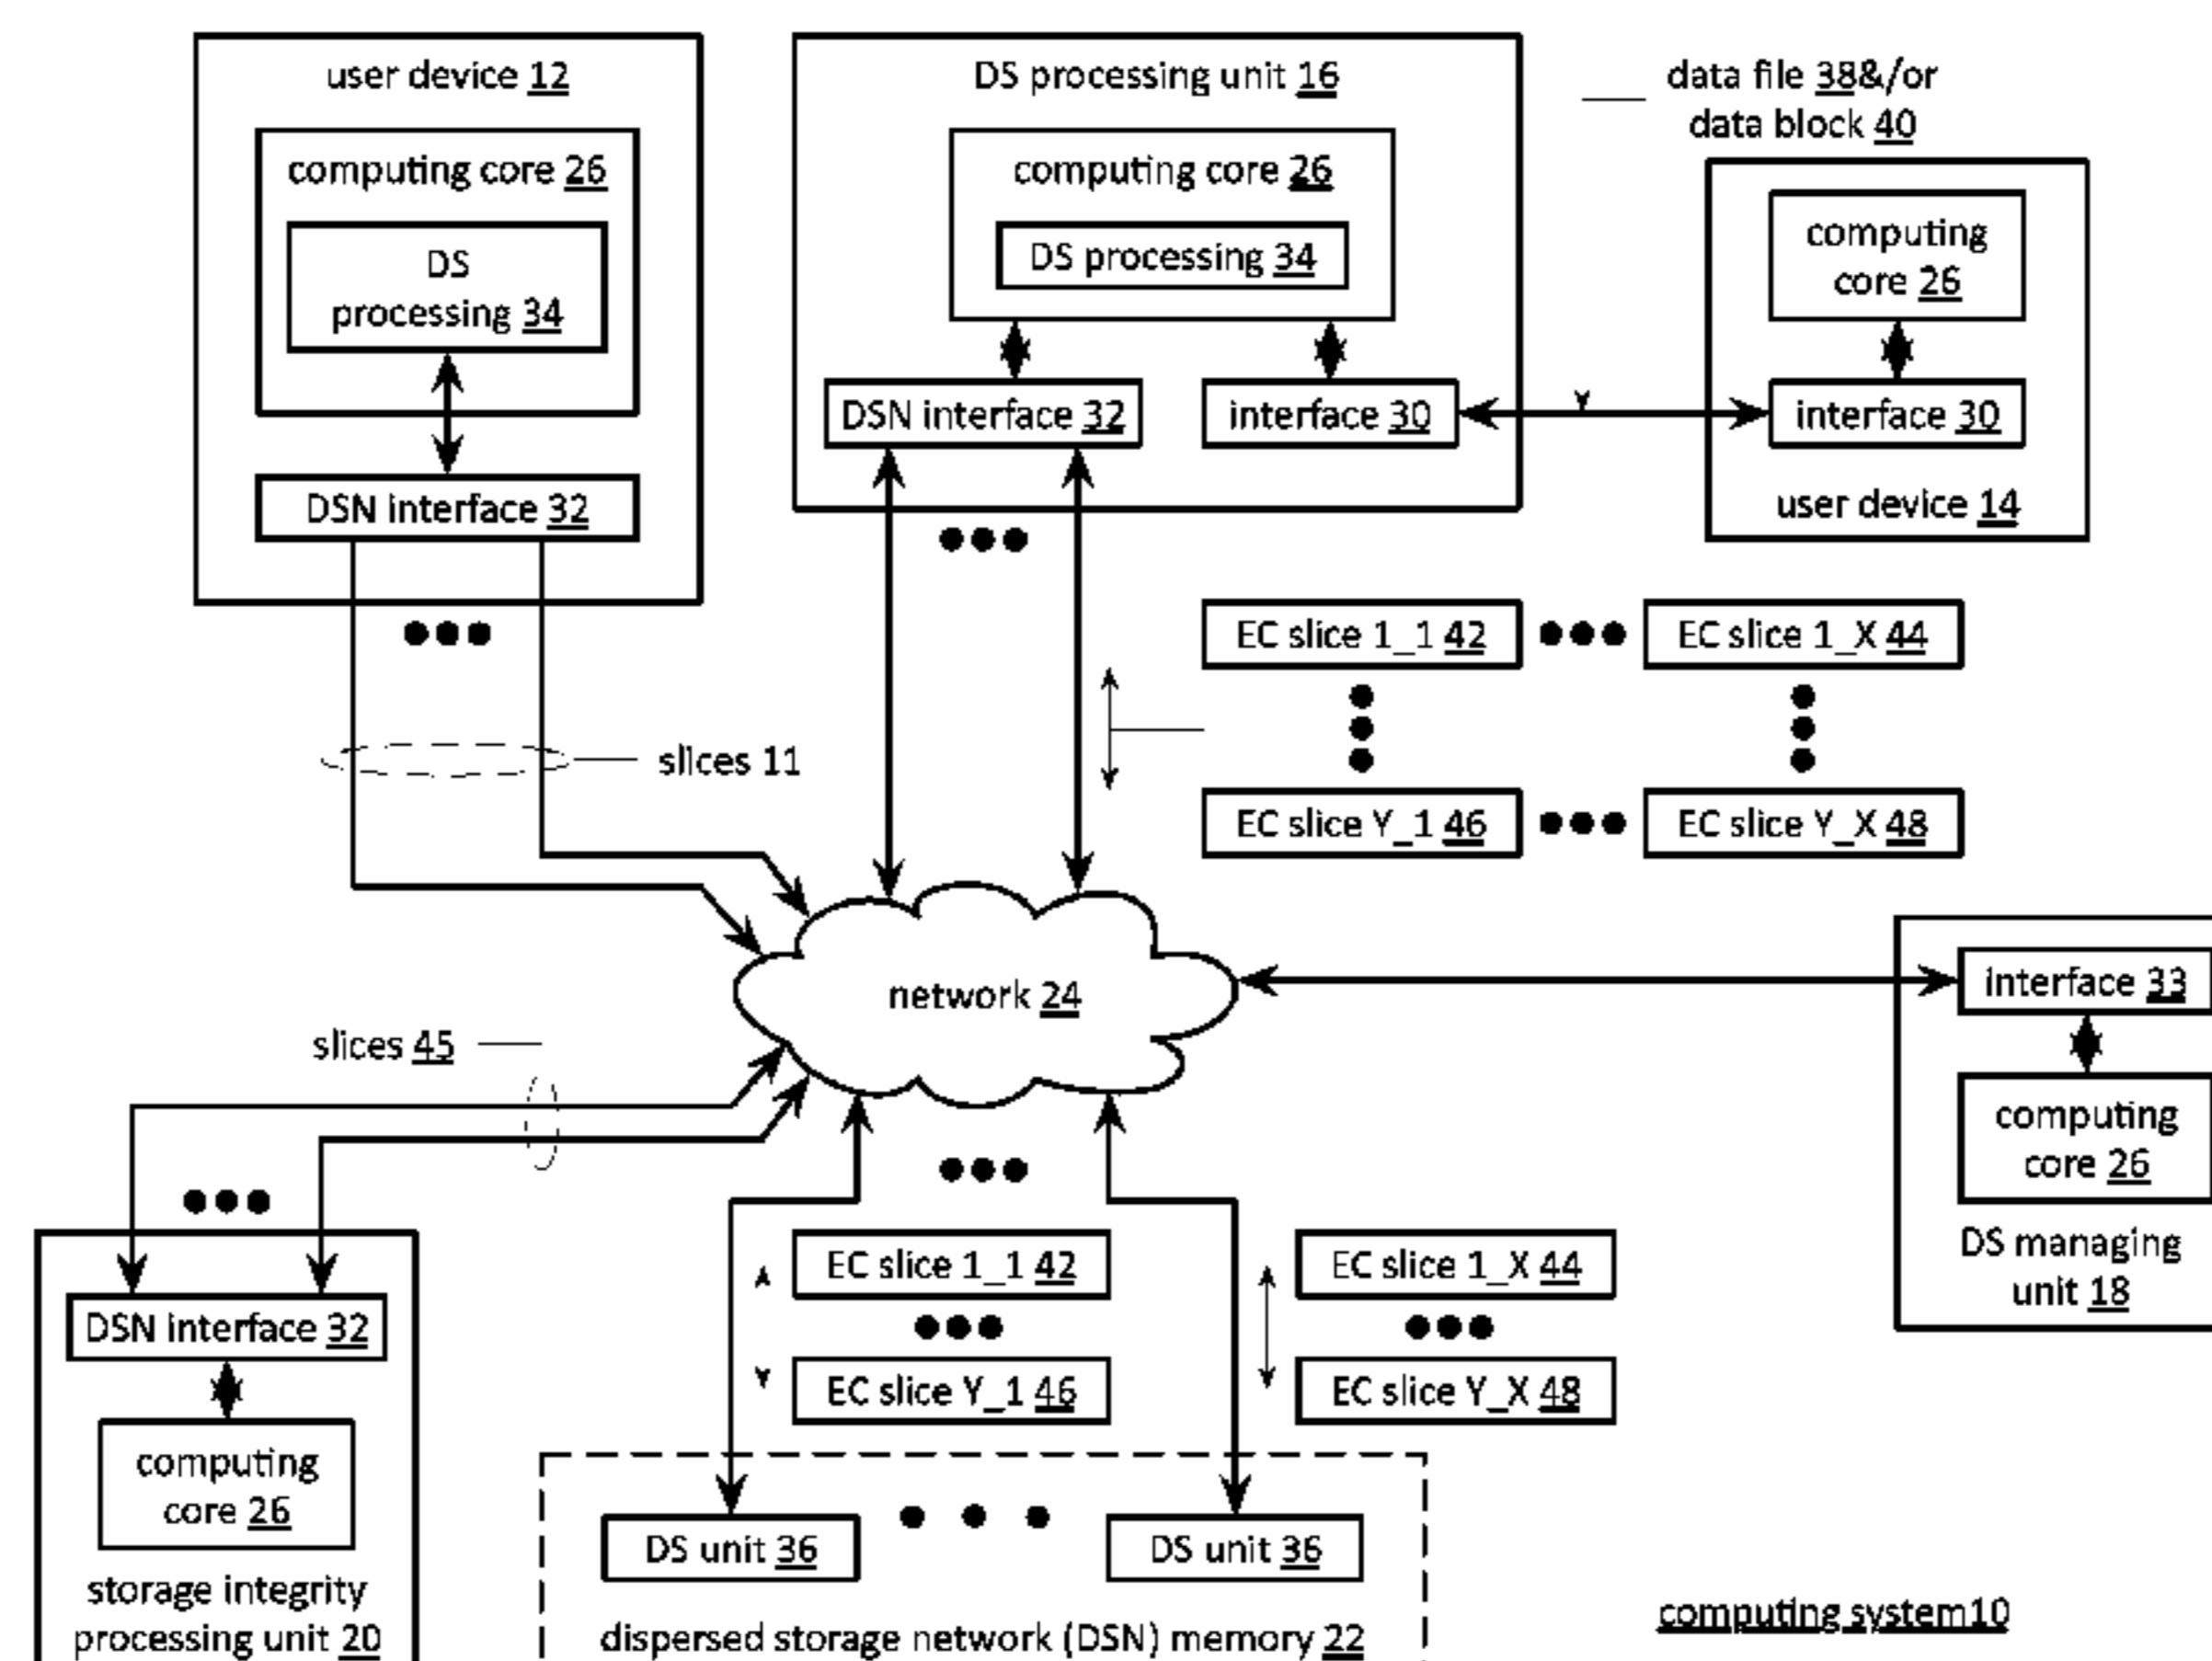 user device 12
computing core 26
DS
processing 34
DSN interface 32
DS processing unit 16
computing core 26
DS processing 34
DSN interface 32
interface 30
data file 38&/or
data block 40
computing
core 26
interface 30
user device 14
slices 11
EC slice 1_1 42
EC slice 1_X 44
EC slice Y_1 46
EC slice Y_X 48
network 24
interface 33
computing
core 26
DS managing
unit 18
slices 45
DSN interface 32
computing
core 26
storage integrity
processing unit 20
EC slice 1_1 42
EC slice Y_1 46
EC slice 1_X 44
EC slice Y_X 48
DS unit 36
DS unit 36
dispersed storage network (DSN) memory 22
computing system10